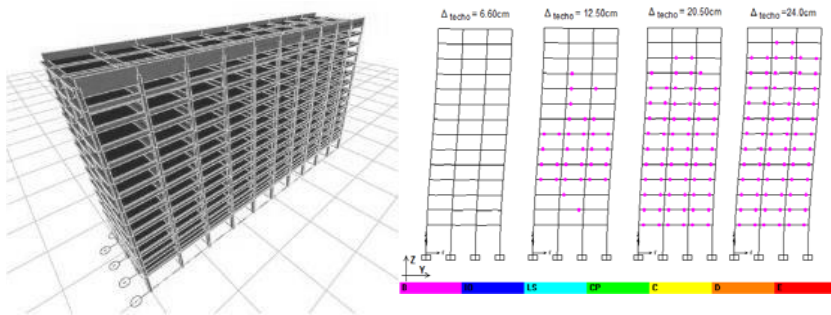 Δ techo = 6.60cm
Δ techo = 12.50cm
Δ techo = 20.50cm
Δ techo =24.0cm
Z
Y
B
IO
LS
CP
C
D
E